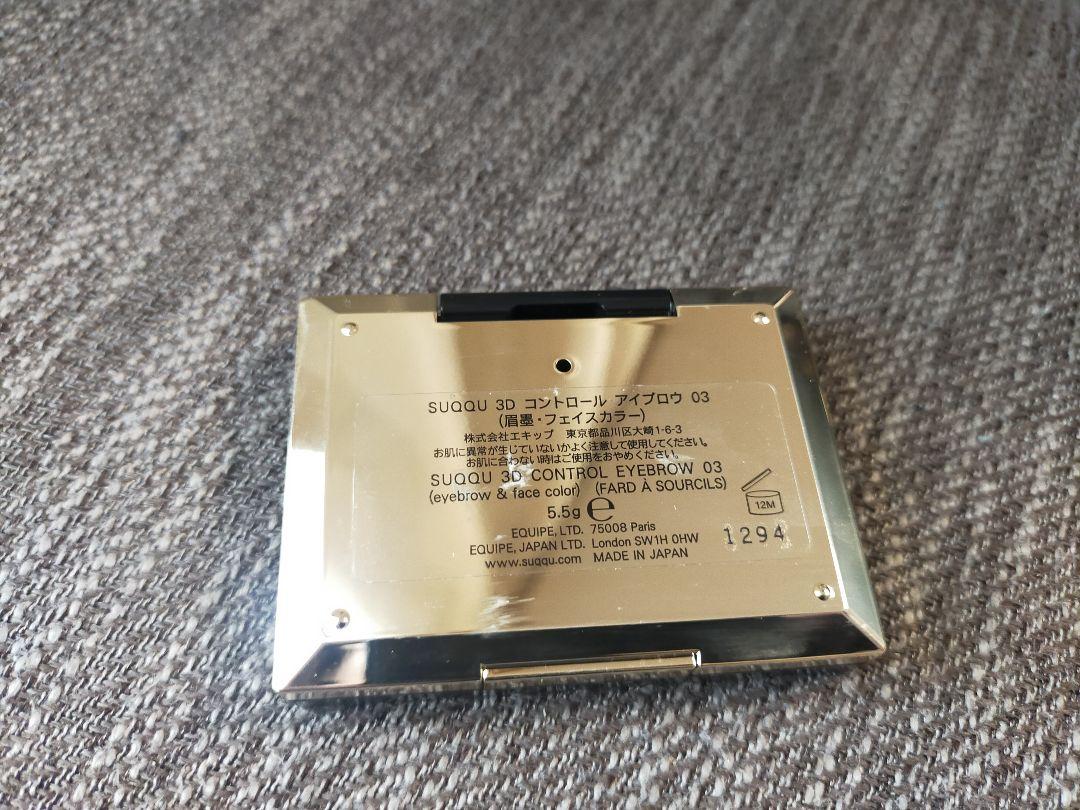 SUQQU 3D コントロール アイブロウ 03
(眉墨・フェイスカラー)
株式会社エキップ 東京都品川区大崎1-6-3
お肌に異常が生じていないかよく注意して使用してください。
お肌に合わない時はご使用をおやめください。
SUQQU 3D CONTROL EYEBROW 03
(eyebrow & face color) (FARD À SOURCILS)
5.5g ℮
12M
EQUIPE, LTD. 75008 Paris
EQUIPE, JAPAN LTD. London SW1H 0HW
1294
www.suqqu.com MADE IN JAPAN